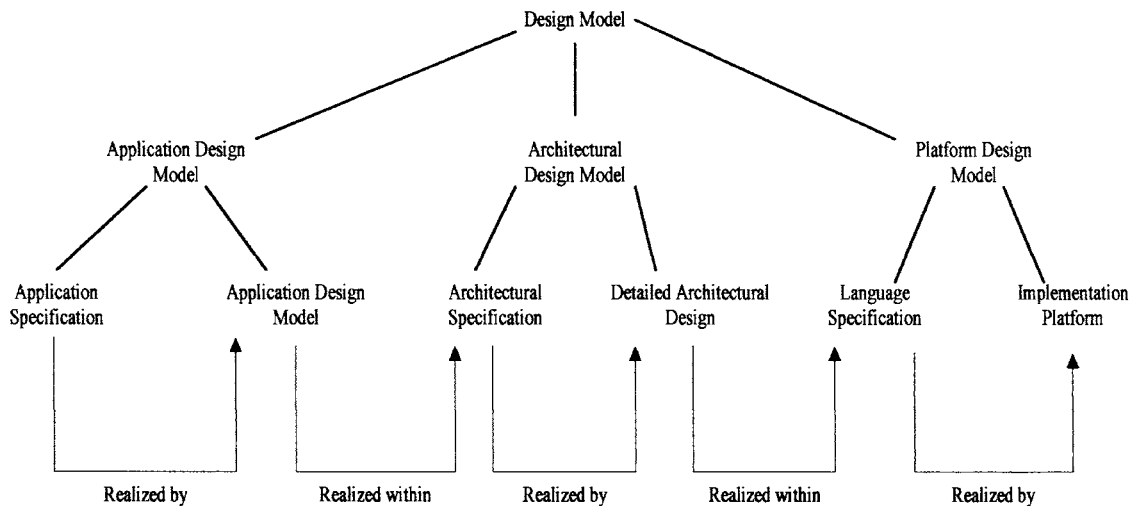 Design Model
Application Design
Model
Architectural
Design Model
Platform Design
Model
Application
Specification
Application Design
Model
Architectural
Specification
Detailed Architectural
Design
Language
Specification
Implementation
Platform
Realized by
Realized within
Realized by
Realized within
Realized by